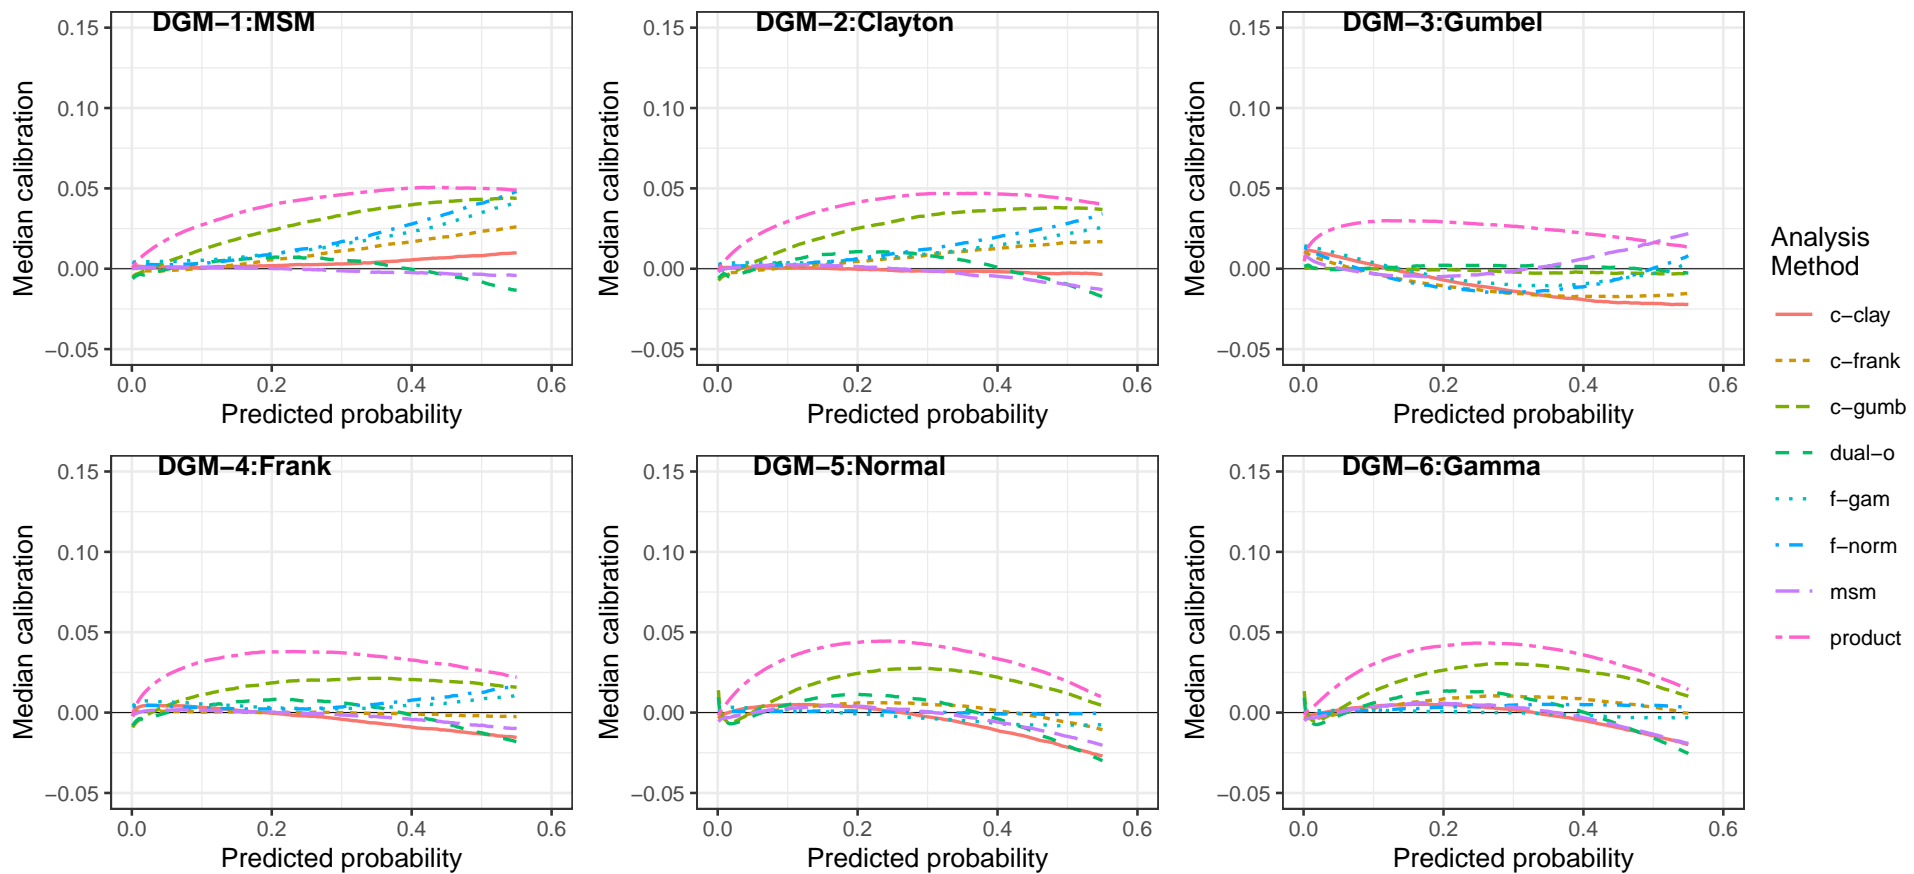 DGM−1:MSM
0.15
0.10
0.05
0.00
−0.05
Median calibration
0.0
0.2
0.4
0.6
Predicted probability
DGM−2:Clayton
0.15
0.10
0.05
0.00
−0.05
Median calibration
0.0
0.2
0.4
0.6
Predicted probability
DGM−3:Gumbel
0.15
0.10
0.05
0.00
−0.05
Median calibration
0.0
0.2
0.4
0.6
Predicted probability
DGM−4:Frank
0.15
0.10
0.05
0.00
−0.05
Median calibration
0.0
0.2
0.4
0.6
Predicted probability
DGM−5:Normal
0.15
0.10
0.05
0.00
−0.05
Median calibration
0.0
0.2
0.4
0.6
Predicted probability
DGM−6:Gamma
0.15
0.10
0.05
0.00
−0.05
Median calibration
0.0
0.2
0.4
0.6
Predicted probability
Analysis
Method
c−clay
c−frank
c−gumb
dual−o
f−gam
f−norm
msm
product